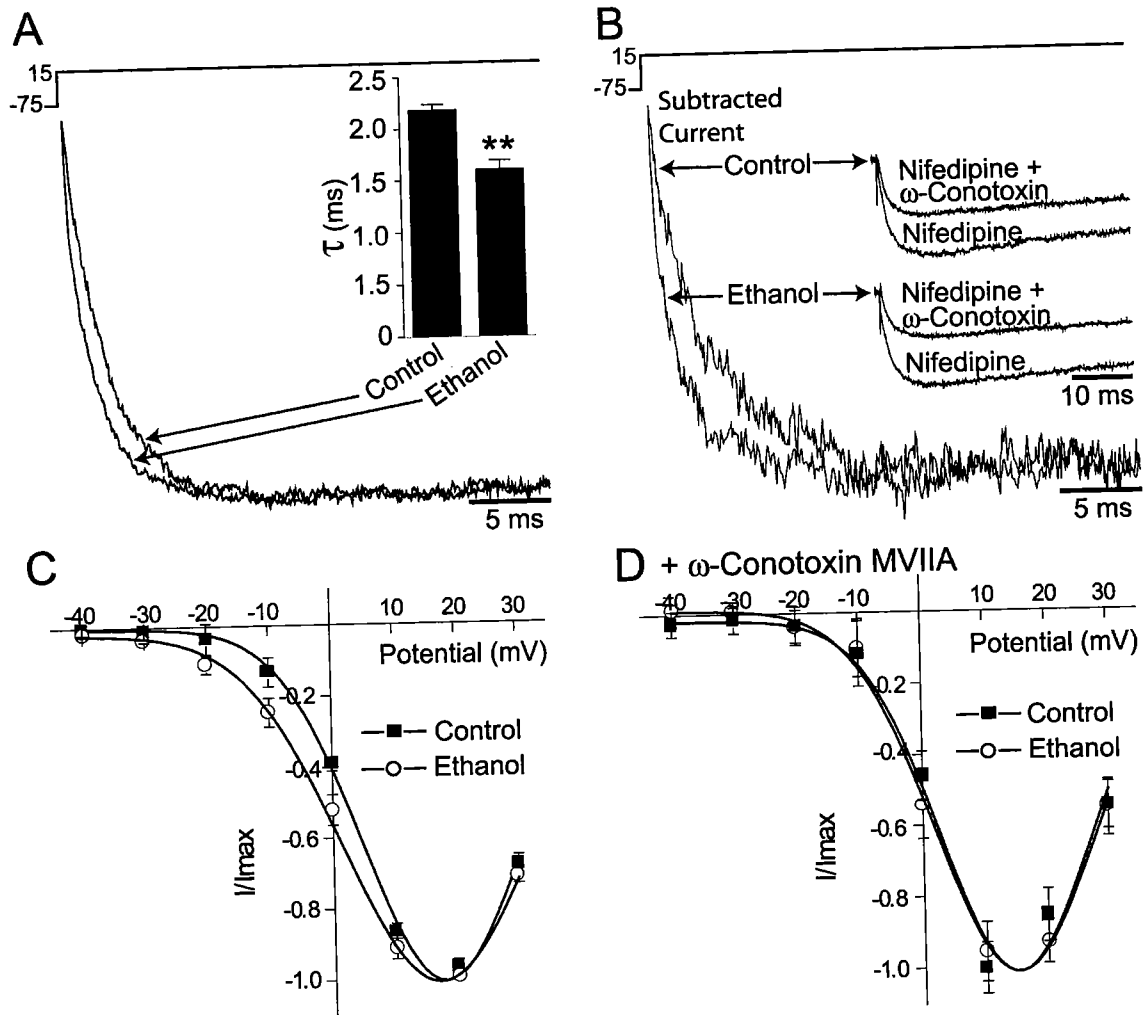 A
15
-75
2.5
2.0
1.5
1.0
1.5
0
τ (ms)
**
Control
Ethanol
5 ms
B
15
-75
Subtracted
Current
Control
Nifedipine +
ω-Conotoxin
Nifedipine
Ethanol
Nifedipine +
ω-Conotoxin
Nifedipine
10 ms
5 ms
C
-40 -30 -20 -10 10 20 30
Potential (mV)
-0.2
-0.4
-0.6
-0.8
-1.0
I/Imax
Control
Ethanol
D + ω-Conotoxin MVIIA
-40 -30 -20 -10 10 20 30
Potential (mV)
0.2
-0.4
-0.6
-0.8
-1.0
I/Imax
Control
Ethanol